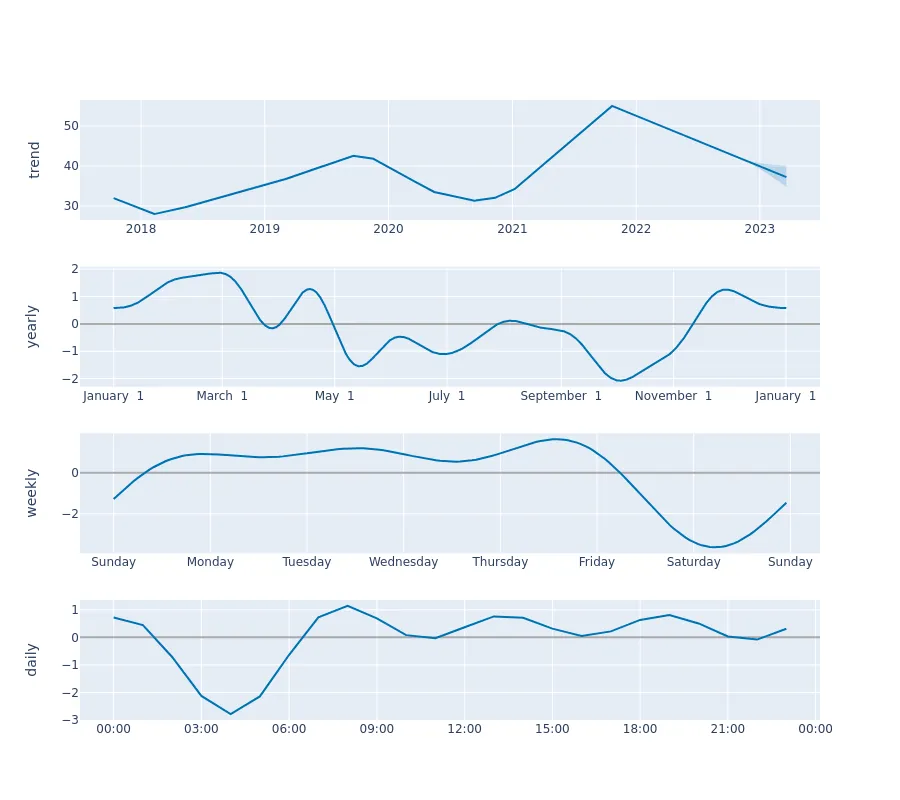 trend
50
40
30
2018 2019 2020 2021 2022 2023
yearly
2
1
0
−1
−2
January 1 March 1 May 1 July 1 September 1 November 1 January 1
weekly
0
−2
Sunday Monday Tuesday Wednesday Thursday Friday Saturday Sunday
daily
1
0
−1
−2
−3
00:00 03:00 06:00 09:00 12:00 15:00 18:00 21:00 00:00